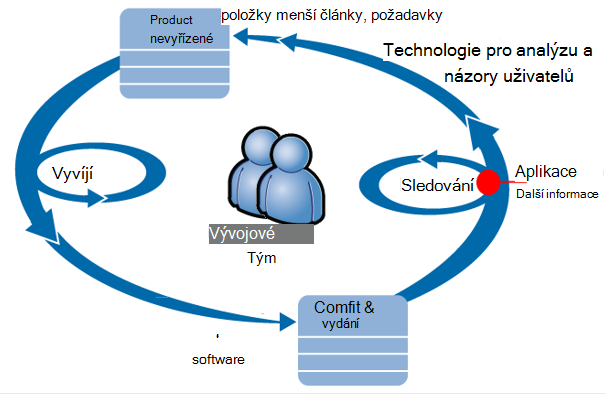 Product
nevyřízené
položky menší články, požadavky
Technologie pro analýzu a
názory uživatelů
Vyvíjí
Sledování
Aplikace
Další informace
Vývojové
Tým
Comfit &
vydání
software